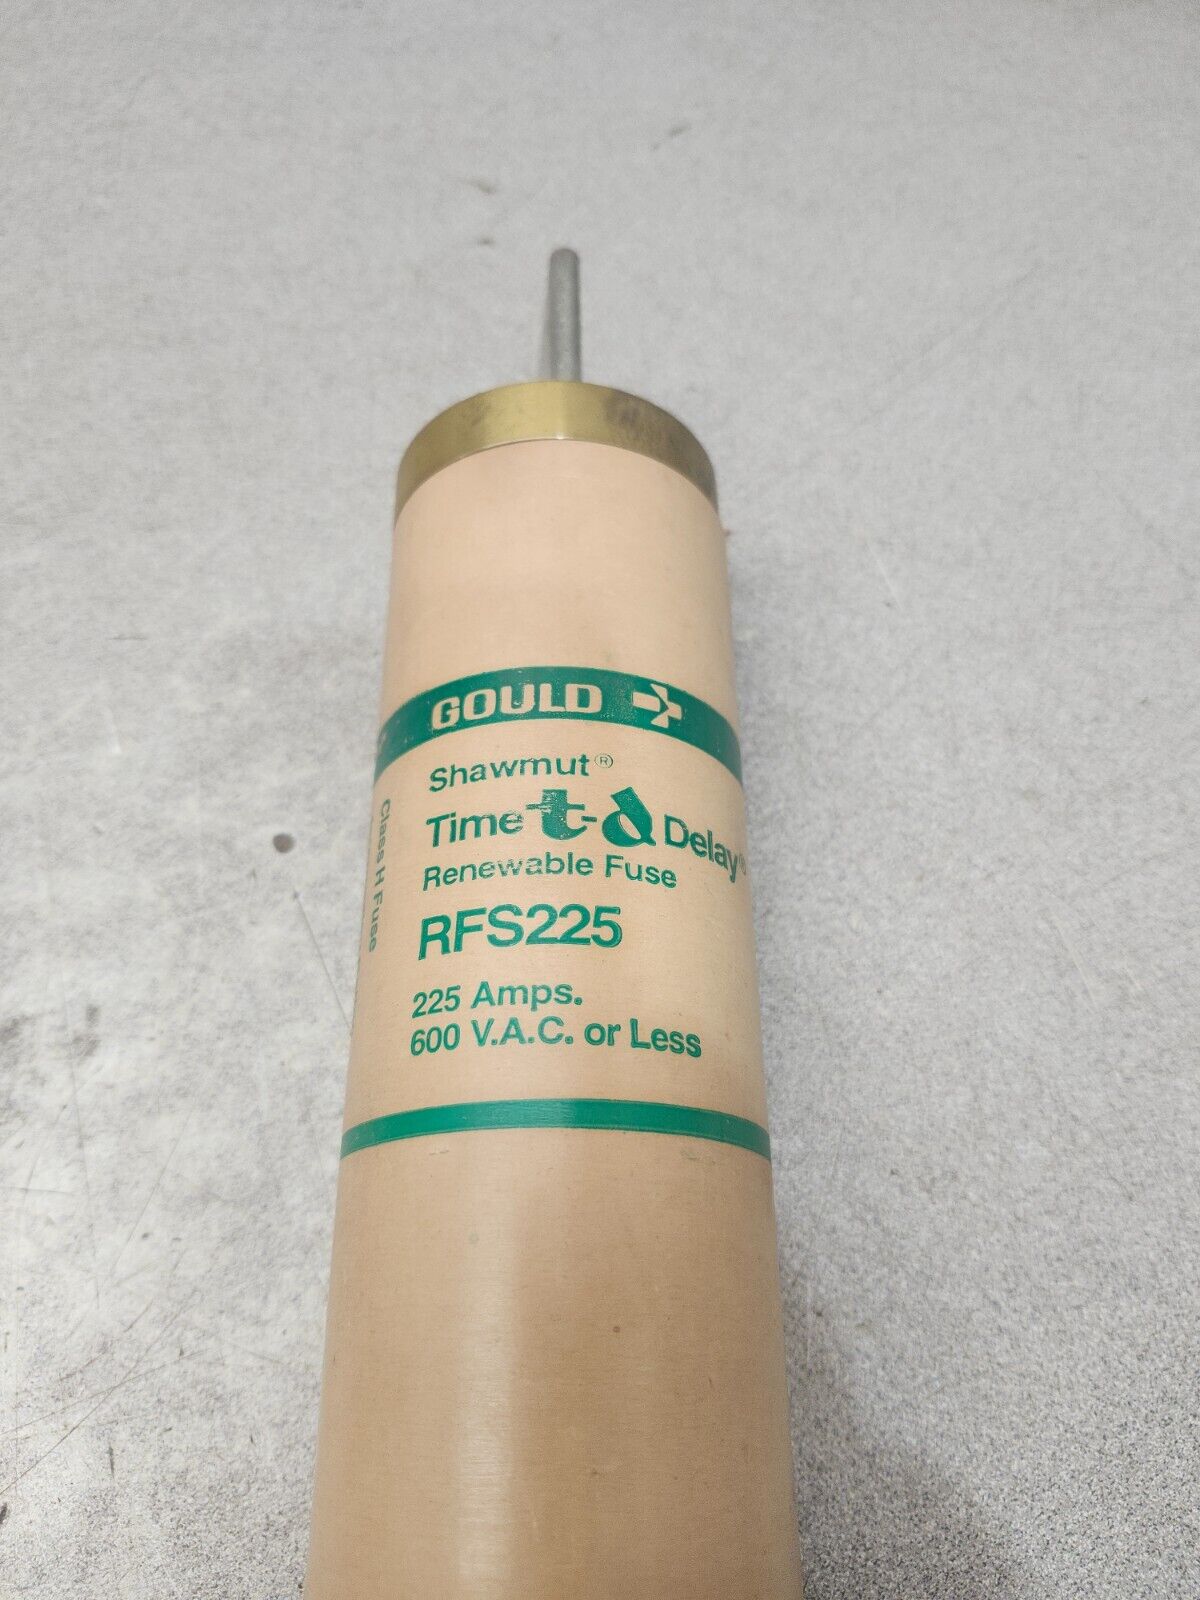 GOULD
Shawmut®
Time t-d Delay®
Renewable Fuse
RFS225
225 Amps.
600 V.A.C. or Less
Class H Fuse